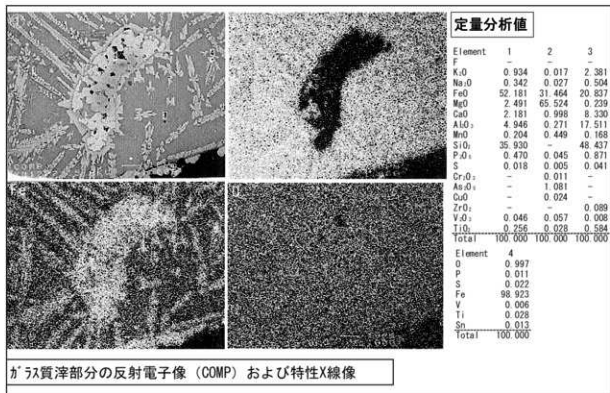 定量分析値
Element 1 2 3
F - - -
K₂O 0.934 0.017 2.381
Na₂O 0.342 0.027 0.504
FeO 52.181 31.464 20.837
MgO 2.491 65.524 0.239
CaO 2.181 0.998 8.330
Al₂O₃ 4.946 0.271 17.511
MnO 0.204 0.449 0.168
SiO₂ 35.930 - 48.437
P₂O₅ 0.470 0.045 0.871
S 0.018 0.005 0.041
Cr₂O₃ - 0.011 -
As₂O₅ - 1.081 -
CuO - 0.024 -
ZrO₂ - - 0.089
V₂O₃ 0.046 0.057 0.008
TiO₂ 0.256 0.028 0.584
Total 100.000 100.000 100.000
Element 4
O 0.997
P 0.011
S 0.022
Fe 98.923
V 0.006
Ti 0.028
Sn 0.013
Total 100.000
ガラス質滓部分の反射電子像（COMP）および特性X線像